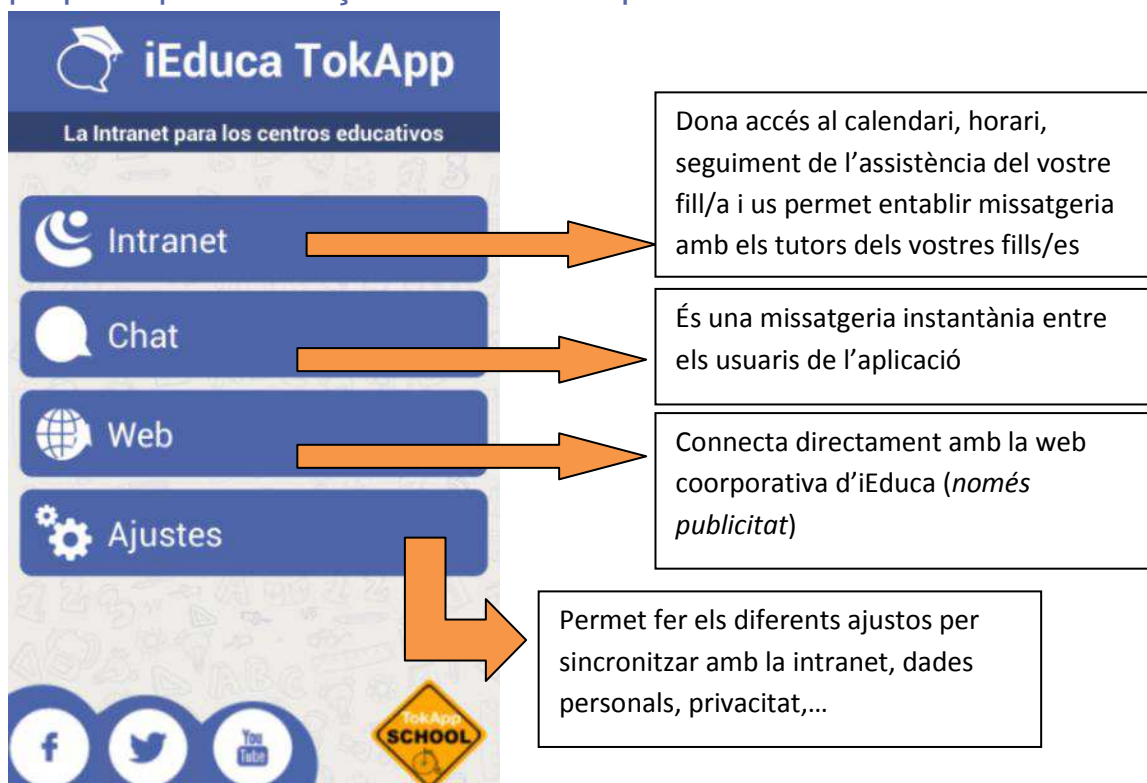 iEduca TokApp
La Intranet para los centros educativos
Intranet
Chat
Web
Ajustes
Dona accés al calendari, horari,
seguiment de l’assistència del vostre
fill/a i us permet entablir missatgeria
amb els tutors dels vostres fills/es
És una missatgeria instantània entre
els usuaris de l’aplicació
Connecta directament amb la web
coorporativa d’iEduca (només
publicitat)
Permet fer els diferents ajustos per
sincronitzar amb la intranet, dades
personals, privacitat,…
f
You
Tube
TokApp
SCHOOL